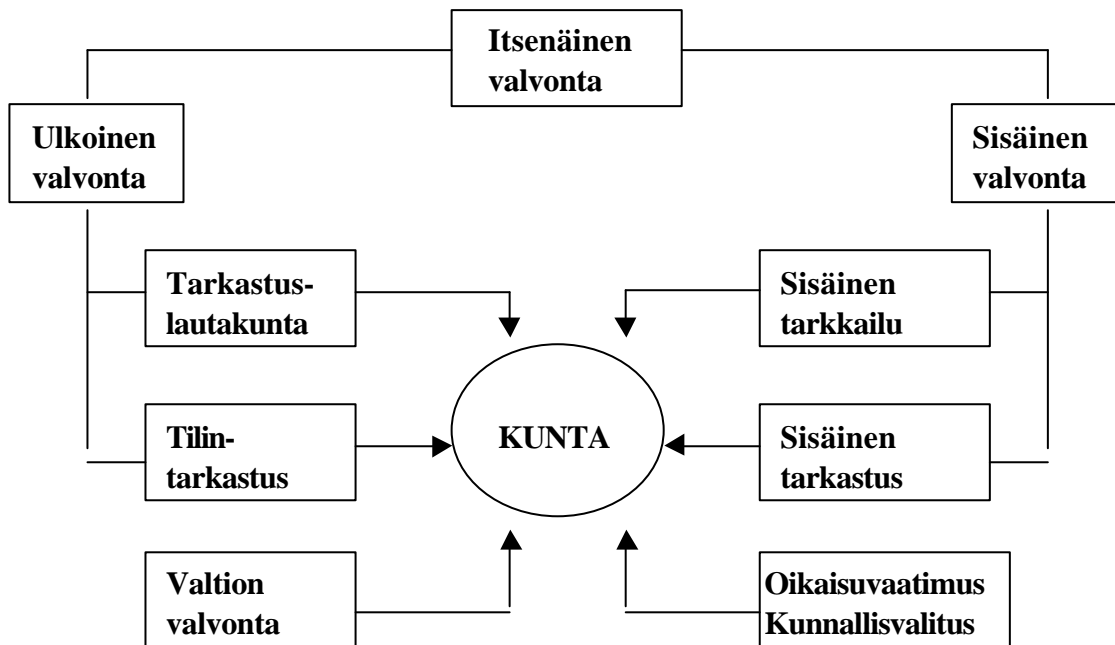 Itsenäinen
valvonta
Ulkoinen
valvonta
Sisäinen
valvonta
Tarkastus-
lautakunta
Sisäinen
tarkkailu
Tilin-
tarkastus
KUNTA
Sisäinen
tarkastus
Valtion
valvonta
Oikaisuvaatimus
Kunnallisvalitus